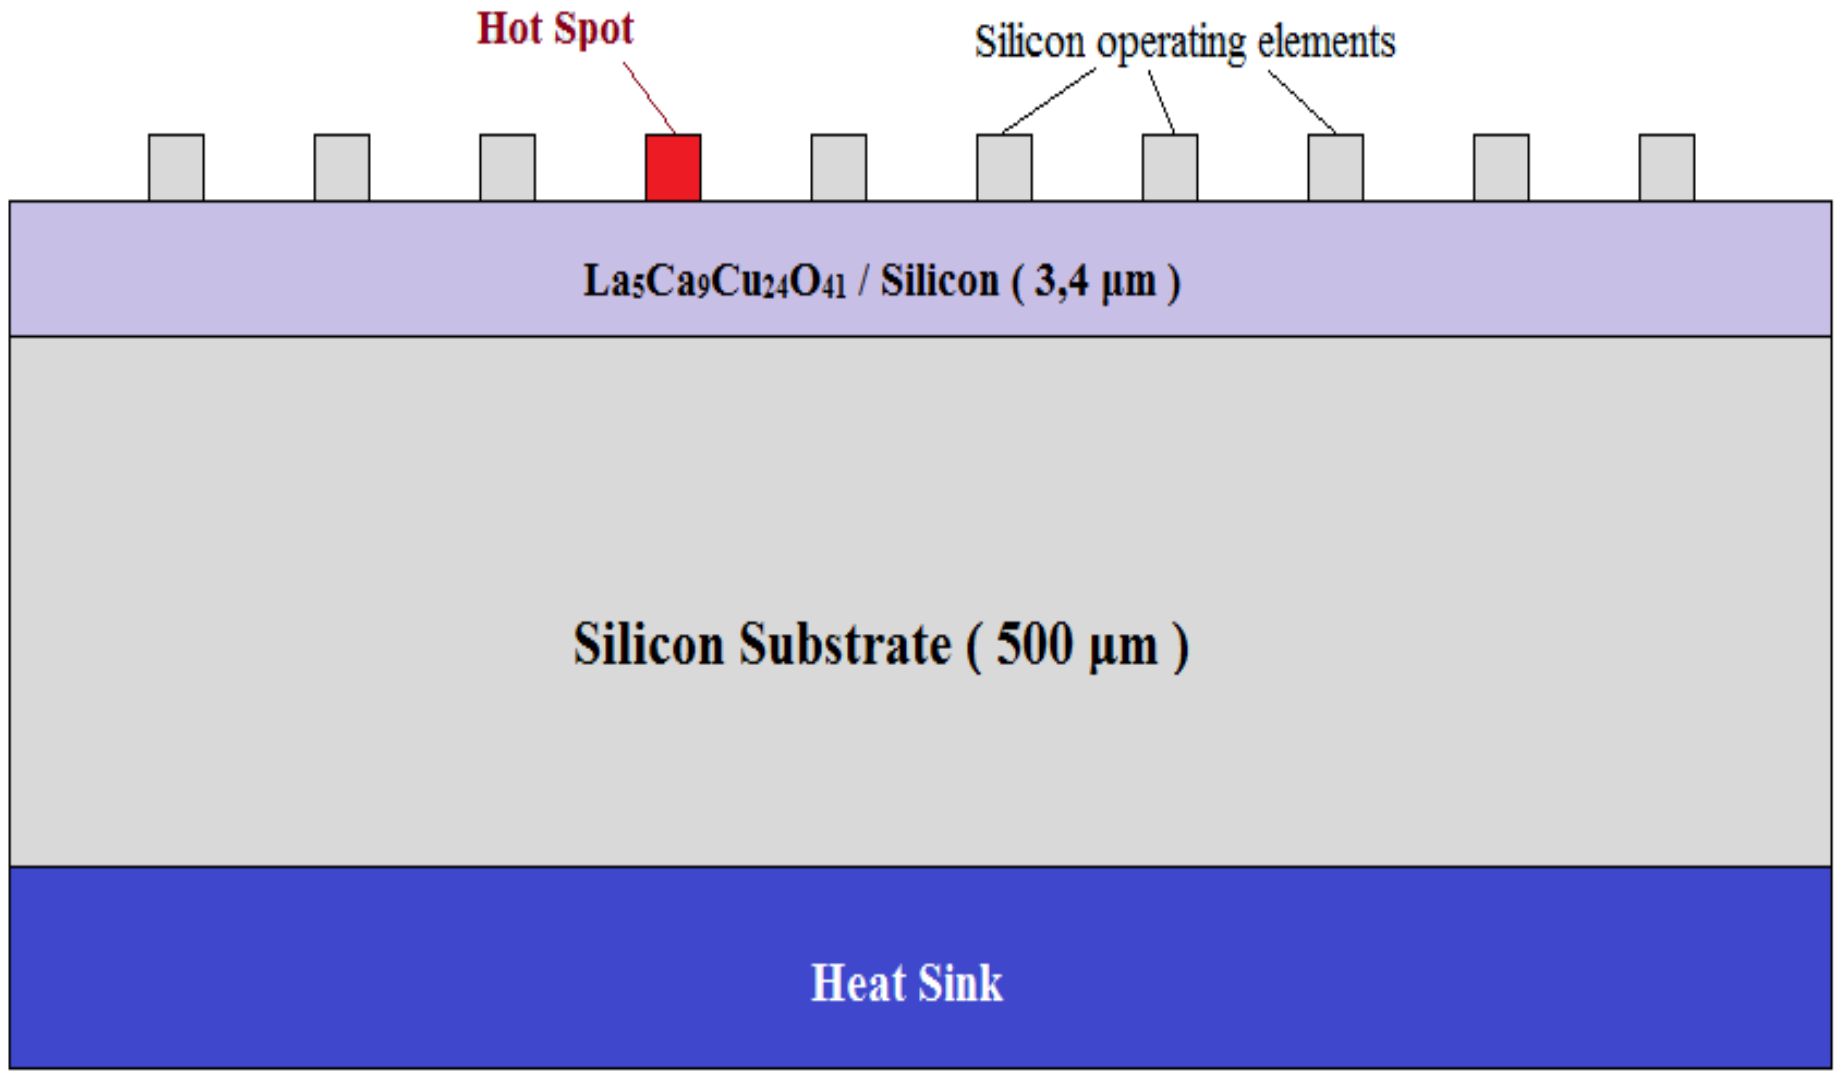 Hot Spot
Silicon operating elements
La₅Ca₉Cu₂₄O₄₁ / Silicon ( 3,4 μm )
Silicon Substrate ( 500 μm )
Heat Sink